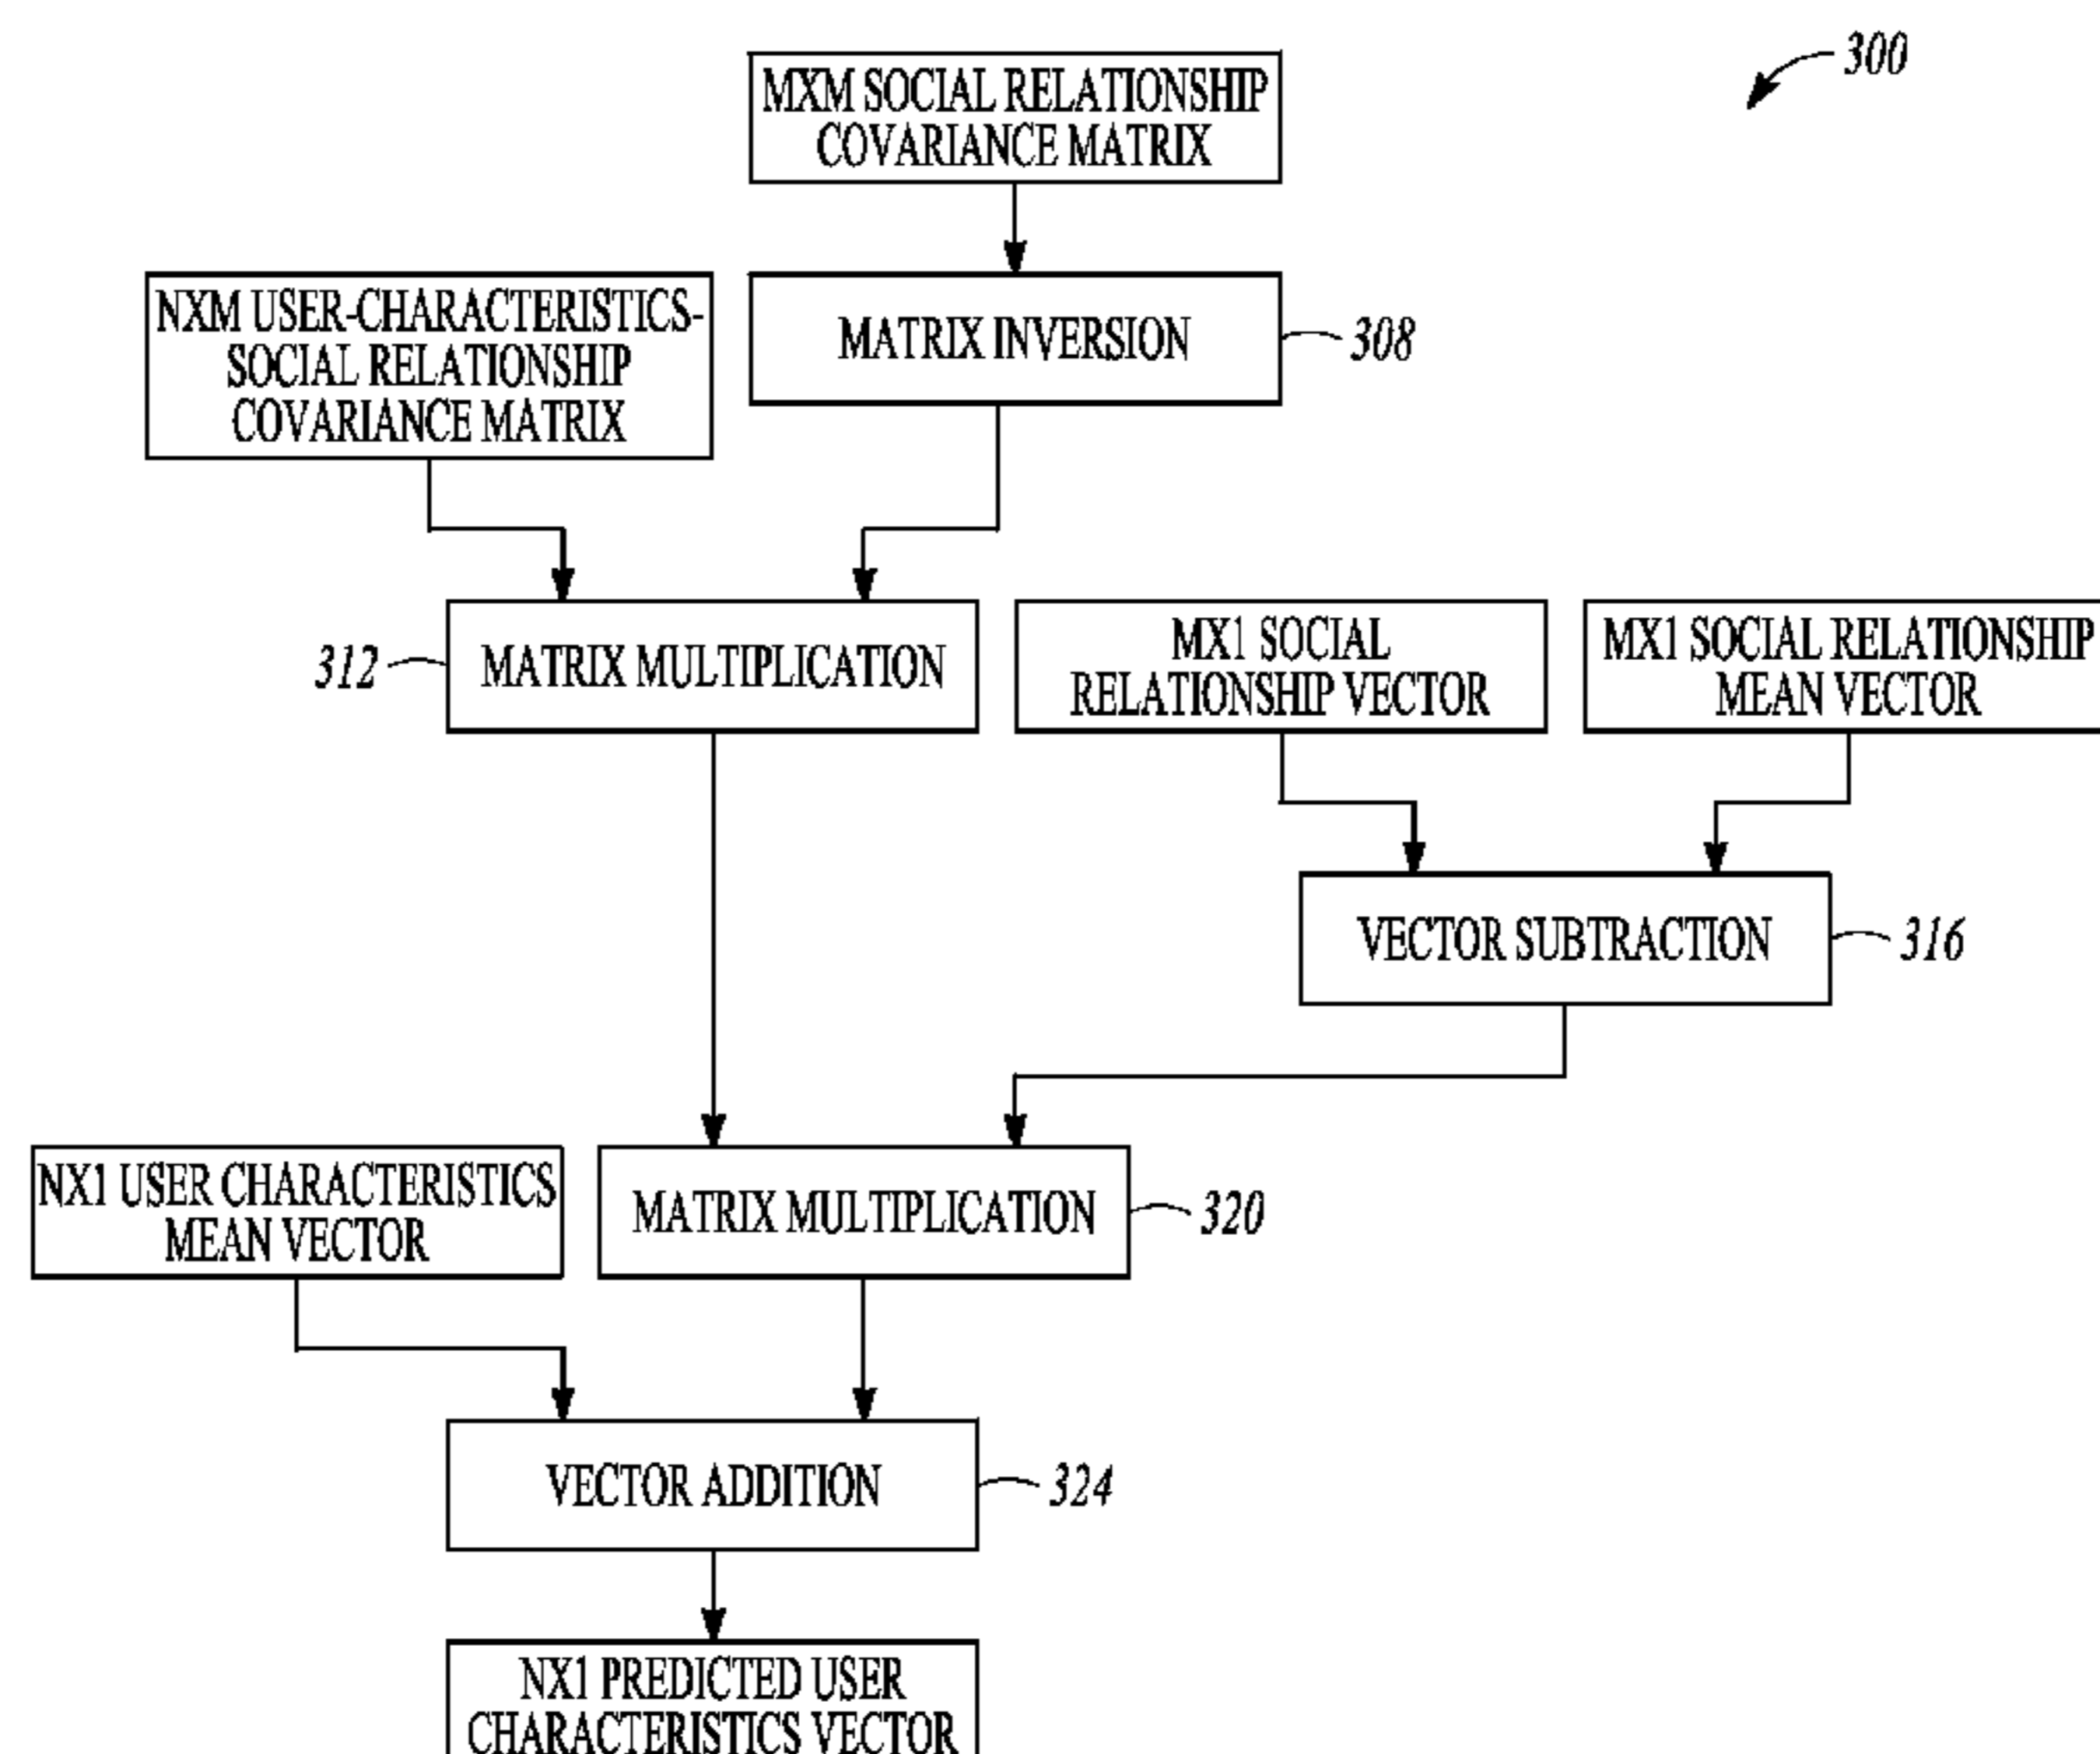 300
MXM SOCIAL RELATIONSHIP
COVARIANCE MATRIX
NXM USER-CHARACTERISTICS-
SOCIAL RELATIONSHIP
COVARIANCE MATRIX
MATRIX INVERSION
308
312
MATRIX MULTIPLICATION
MX1 SOCIAL
RELATIONSHIP VECTOR
MX1 SOCIAL RELATIONSHIP
MEAN VECTOR
VECTOR SUBTRACTION
316
NX1 USER CHARACTERISTICS
MEAN VECTOR
MATRIX MULTIPLICATION
320
VECTOR ADDITION
324
NX1 PREDICTED USER
CHARACTERISTICS VECTOR